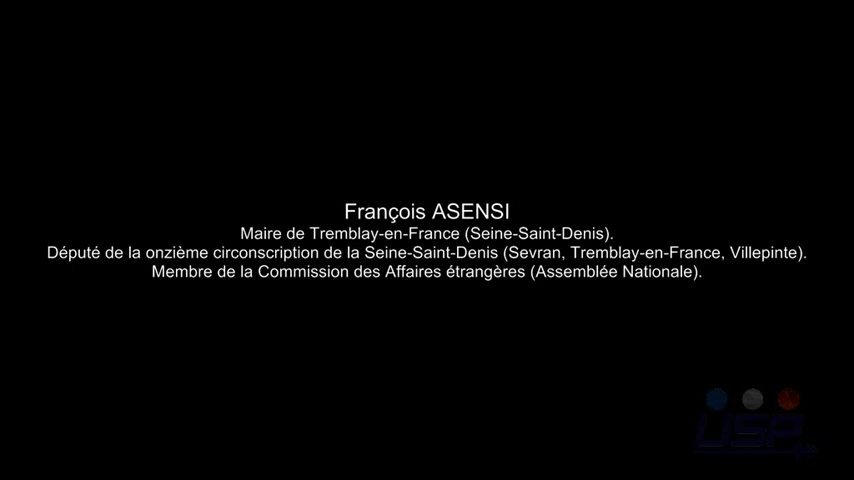 François ASENSI
Maire de Tremblay-en-France (Seine-Saint-Denis).
Député de la onzième circonscription de la Seine-Saint-Denis (Sevran, Tremblay-en-France, Villepinte).
Membre de la Commission des Affaires étrangères (Assemblée Nationale).
USP